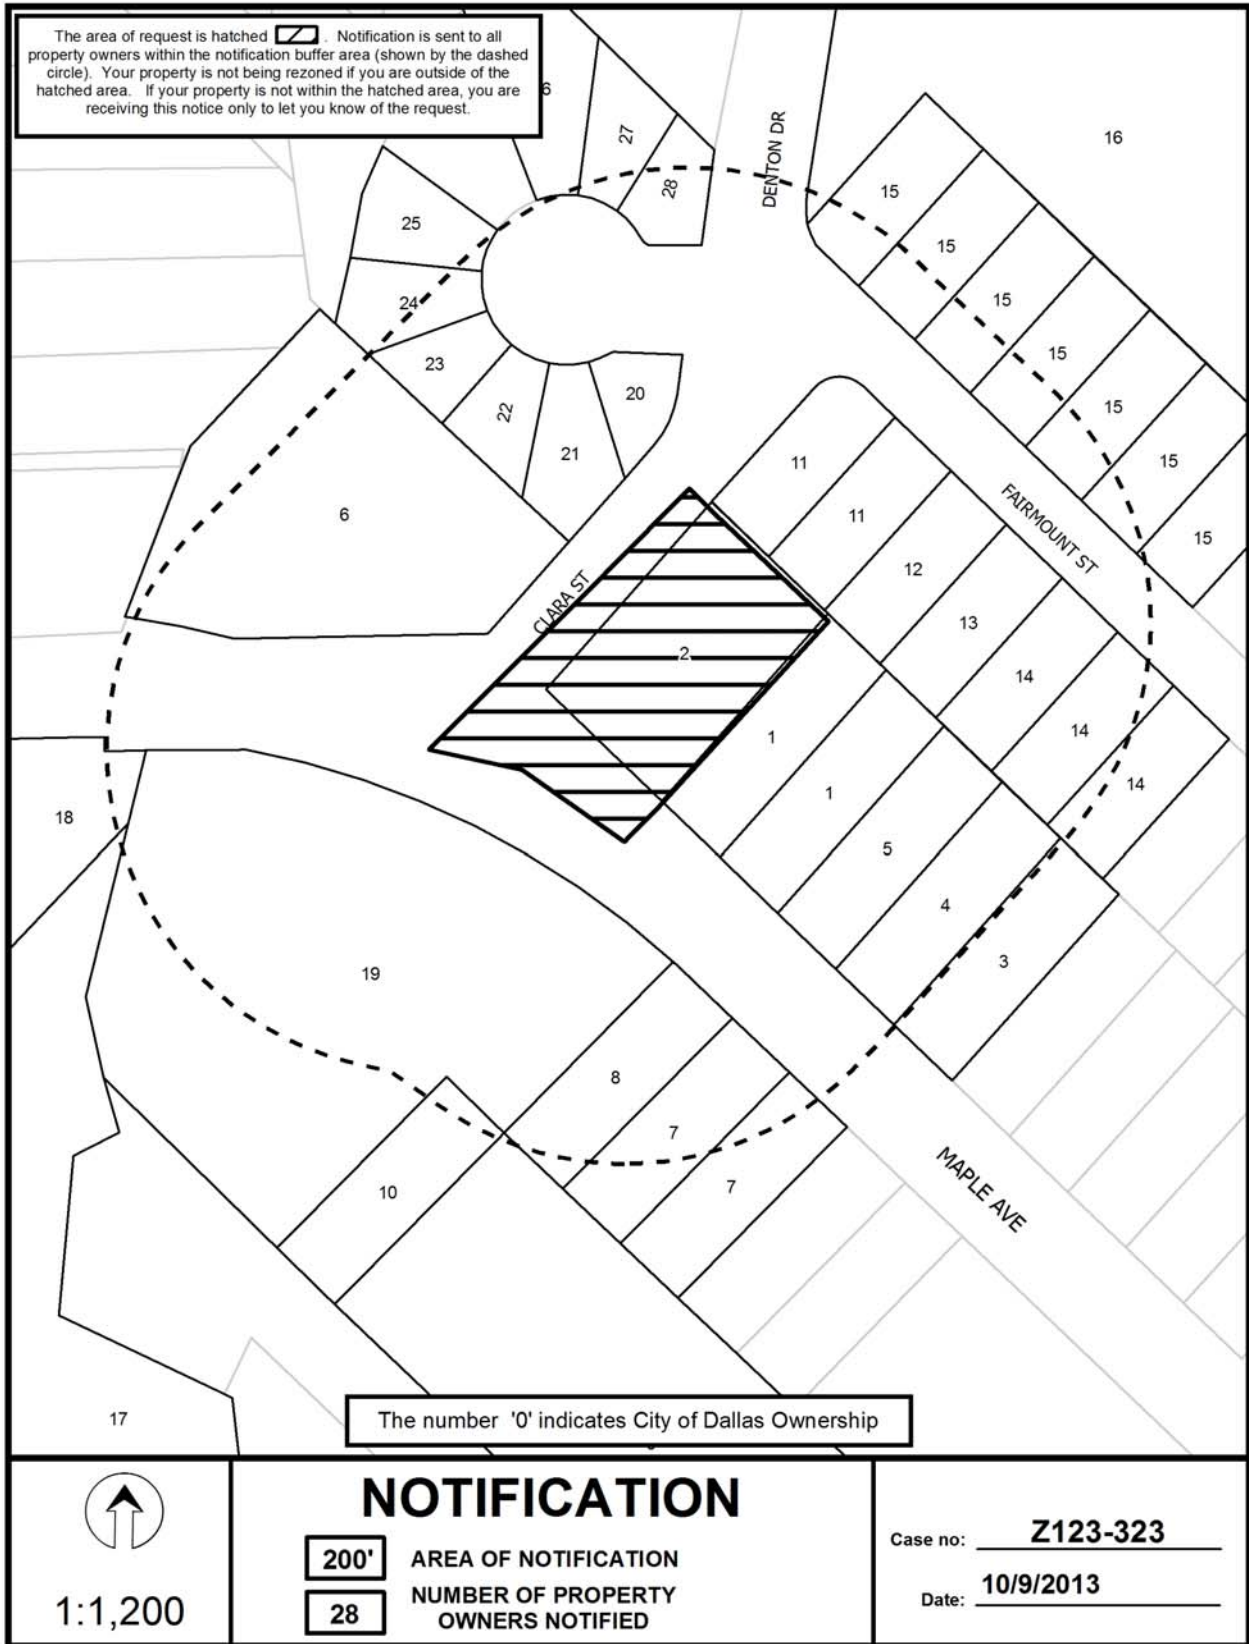 The area of request is hatched . Notification is sent to all
property owners within the notification buffer area (shown by the dashed
circle). Your property is not being rezoned if you are outside of the
hatched area. If your property is not within the hatched area, you are
receiving this notice only to let you know of the request.
6
27
28
DENTON DR
16
15
15
15
15
15
15
15
25
24
23
22
21
20
6
11
11
12
13
14
14
14
FAIRMOUNT ST
CLARA ST
2
1
1
5
4
3
18
19
8
7
7
10
MAPLE AVE
17
The number '0' indicates City of Dallas Ownership
1:1,200
NOTIFICATION
200' AREA OF NOTIFICATION
28 NUMBER OF PROPERTY
OWNERS NOTIFIED
Case no: Z123-323
Date: 10/9/2013